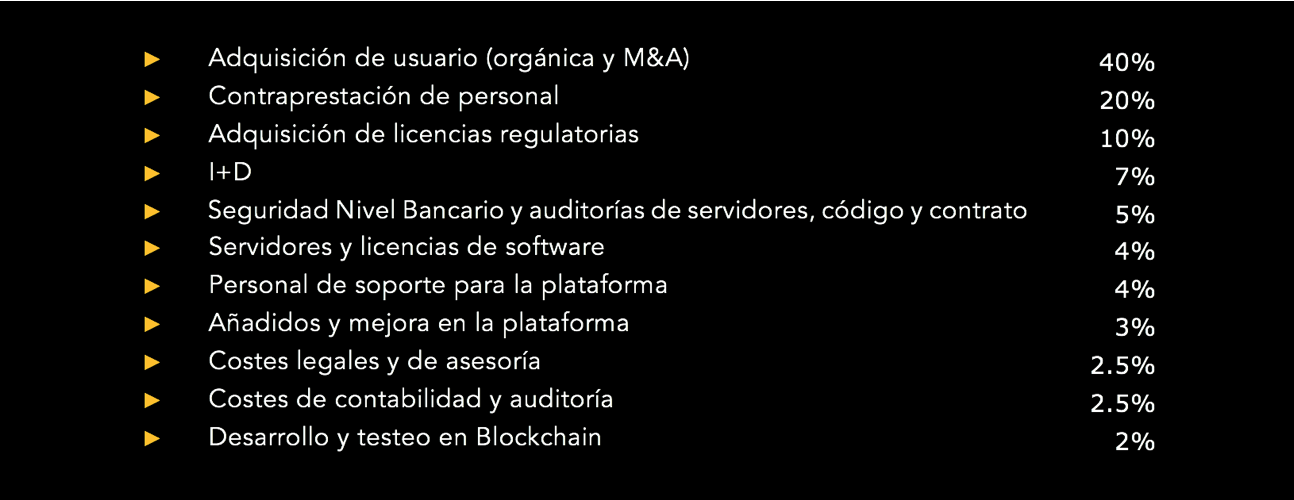 ► Adquisición de usuario (orgánica y M&A) 40%
► Contraprestación de personal 20%
► Adquisición de licencias regulatorias 10%
► I+D 7%
► Seguridad Nivel Bancario y auditorías de servidores, código y contrato 5%
► Servidores y licencias de software 4%
► Personal de soporte para la plataforma 4%
► Añadidos y mejora en la plataforma 3%
► Costes legales y de asesoría 2.5%
► Costes de contabilidad y auditoría 2.5%
► Desarrollo y testeo en Blockchain 2%